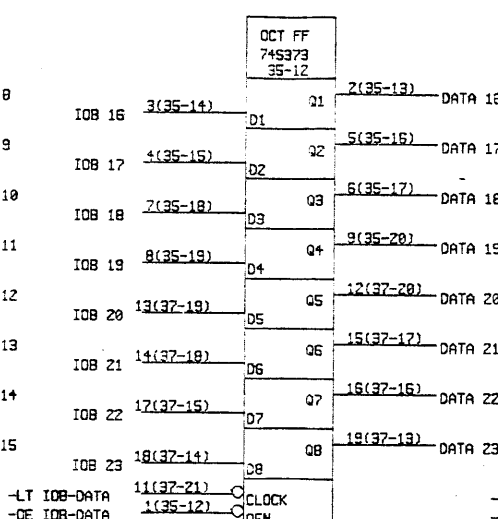 OCT FF
74S373
35-12
8 IOB 16 3(35-14) D1 Q1 2(35-13) DATA 16
9 IOB 17 4(35-15) D2 Q2 5(35-16) DATA 17
10 IOB 18 7(35-18) D3 Q3 6(35-17) DATA 18
11 IOB 19 8(35-19) D4 Q4 9(35-20) DATA 19
12 IOB 20 13(37-19) D5 Q5 12(37-20) DATA 20
13 IOB 21 14(37-18) D6 Q6 15(37-17) DATA 21
14 IOB 22 17(37-15) D7 Q7 16(37-16) DATA 22
15 IOB 23 18(37-14) D8 Q8 19(37-13) DATA 23
-LT IOB-DATA 11(37-21) CLOCK
-OE IOB-DATA 1(35-12)